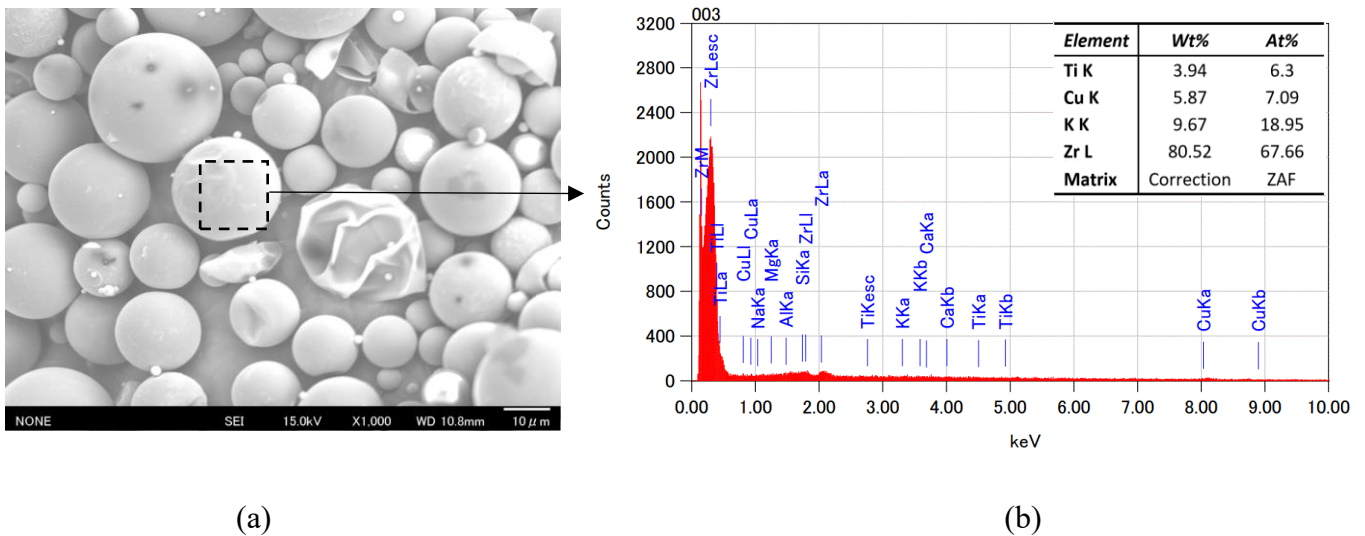 NONE SEI 15.0kV X1,000 WD 10.8mm 10 μm
(a)
003
Counts
3200
2800
2400
2000
1600
1200
800
400
0
ZrM
ZrLesc
TiLl
TiLa
CuLl
CuLa
NaKa
MgKa
AlKa
SiKa
ZrLl
ZrLa
TiKesc
KKa
KKb
CaKa
CaKb
TiKa
TiKb
CuKa
CuKb
Element Wt% At%
Ti K 3.94 6.3
Cu K 5.87 7.09
K K 9.67 18.95
Zr L 80.52 67.66
Matrix Correction ZAF
0.00 1.00 2.00 3.00 4.00 5.00 6.00 7.00 8.00 9.00 10.00
keV
(b)